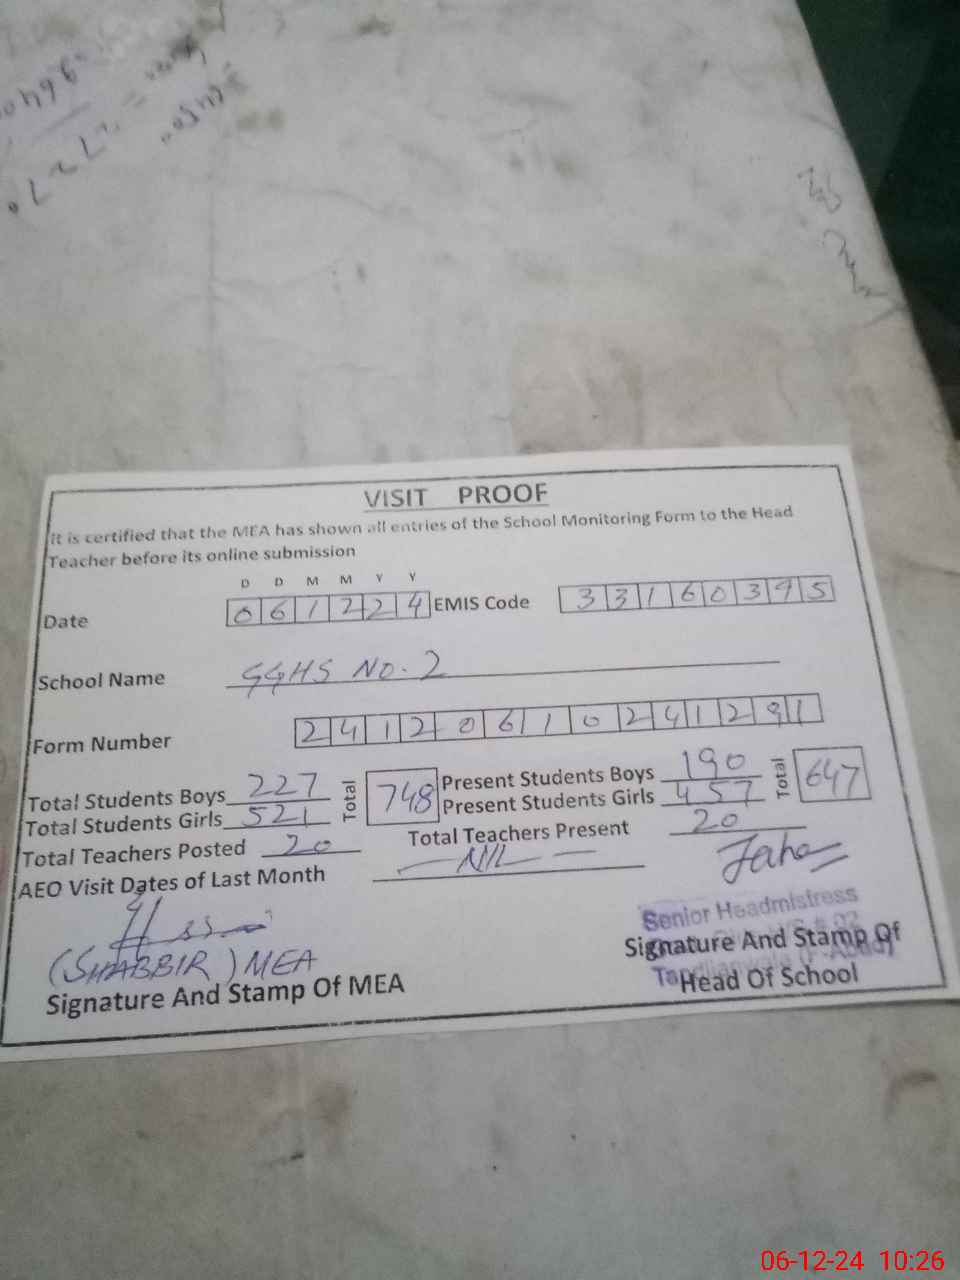 VISIT PROOF
It is certified that the MEA has shown all entries of the School Monitoring Form to the Head
Teacher before its online submission
D D M M Y Y
Date 0 6 1 2 2 4 EMIS Code 3 3 1 6 0 3 9 5
School Name GGHS NO. 2
Form Number 2 4 1 2 0 6 1 0 2 4 1 2 9 1
Total Students Boys 227 Total 748 Present Students Boys 190 Total 647
Total Students Girls 521 Present Students Girls 457
Total Teachers Posted 20 Total Teachers Present 20
AEO Visit Dates of Last Month — NIL —
(SHABBIR) MEA
Signature And Stamp Of MEA
Senior Headmistress
Signature And Stamp Of
Head Of School
06-12-24 10:26